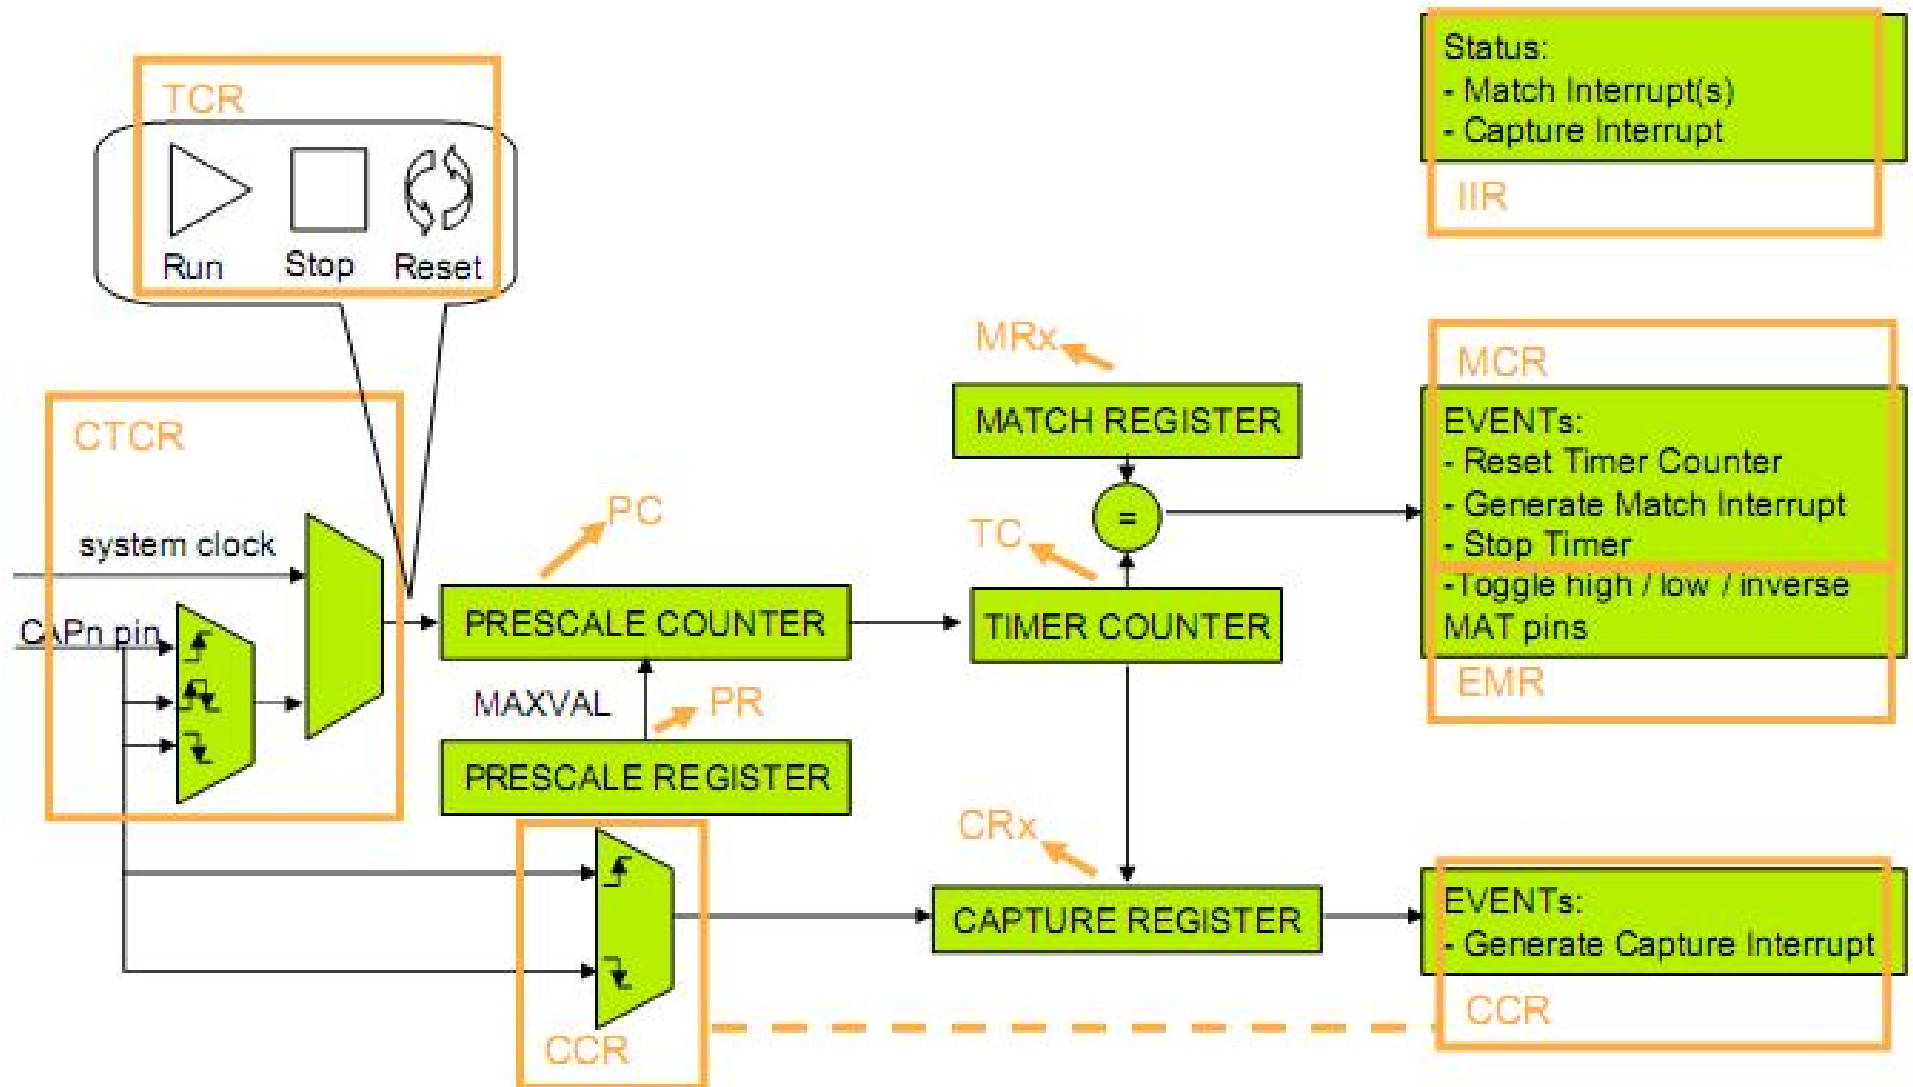 TCR
Run Stop Reset
Status:
- Match Interrupt(s)
- Capture Interrupt
IIR
CTCR
system clock
CAPn pin
PC
PRESCALE COUNTER
MAXVAL
PR
PRESCALE REGISTER
MRx
MATCH REGISTER
=
TC
TIMER COUNTER
MCR
EVENTs:
- Reset Timer Counter
- Generate Match Interrupt
- Stop Timer
-Toggle high / low / inverse
MAT pins
EMR
CCR
CRx
CAPTURE REGISTER
EVENTs:
- Generate Capture Interrupt
CCR